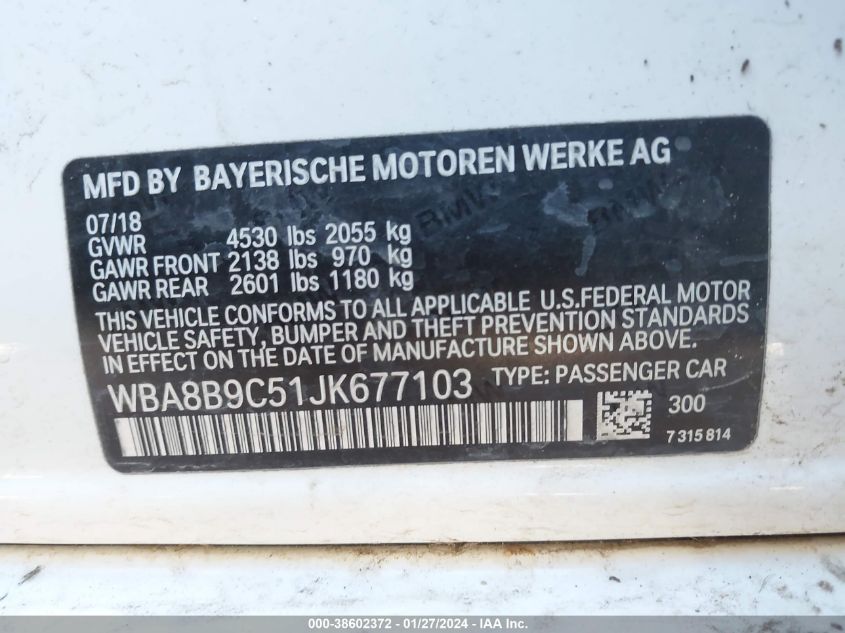 MFD BY BAYERISCHE MOTOREN WERKE AG
07/18
GVWR 4530 lbs 2055 kg
GAWR FRONT 2138 lbs 970 kg
GAWR REAR 2601 lbs 1180 kg
THIS VEHICLE CONFORMS TO ALL APPLICABLE U.S.FEDERAL MOTOR
VEHICLE SAFETY, BUMPER AND THEFT PREVENTION STANDARDS
IN EFFECT ON THE DATE OF MANUFACTURE SHOWN ABOVE.
WBA8B9C51JK677103 TYPE: PASSENGER CAR
300
7 315 814
000-38602372 - 01/27/2024 - IAA Inc.